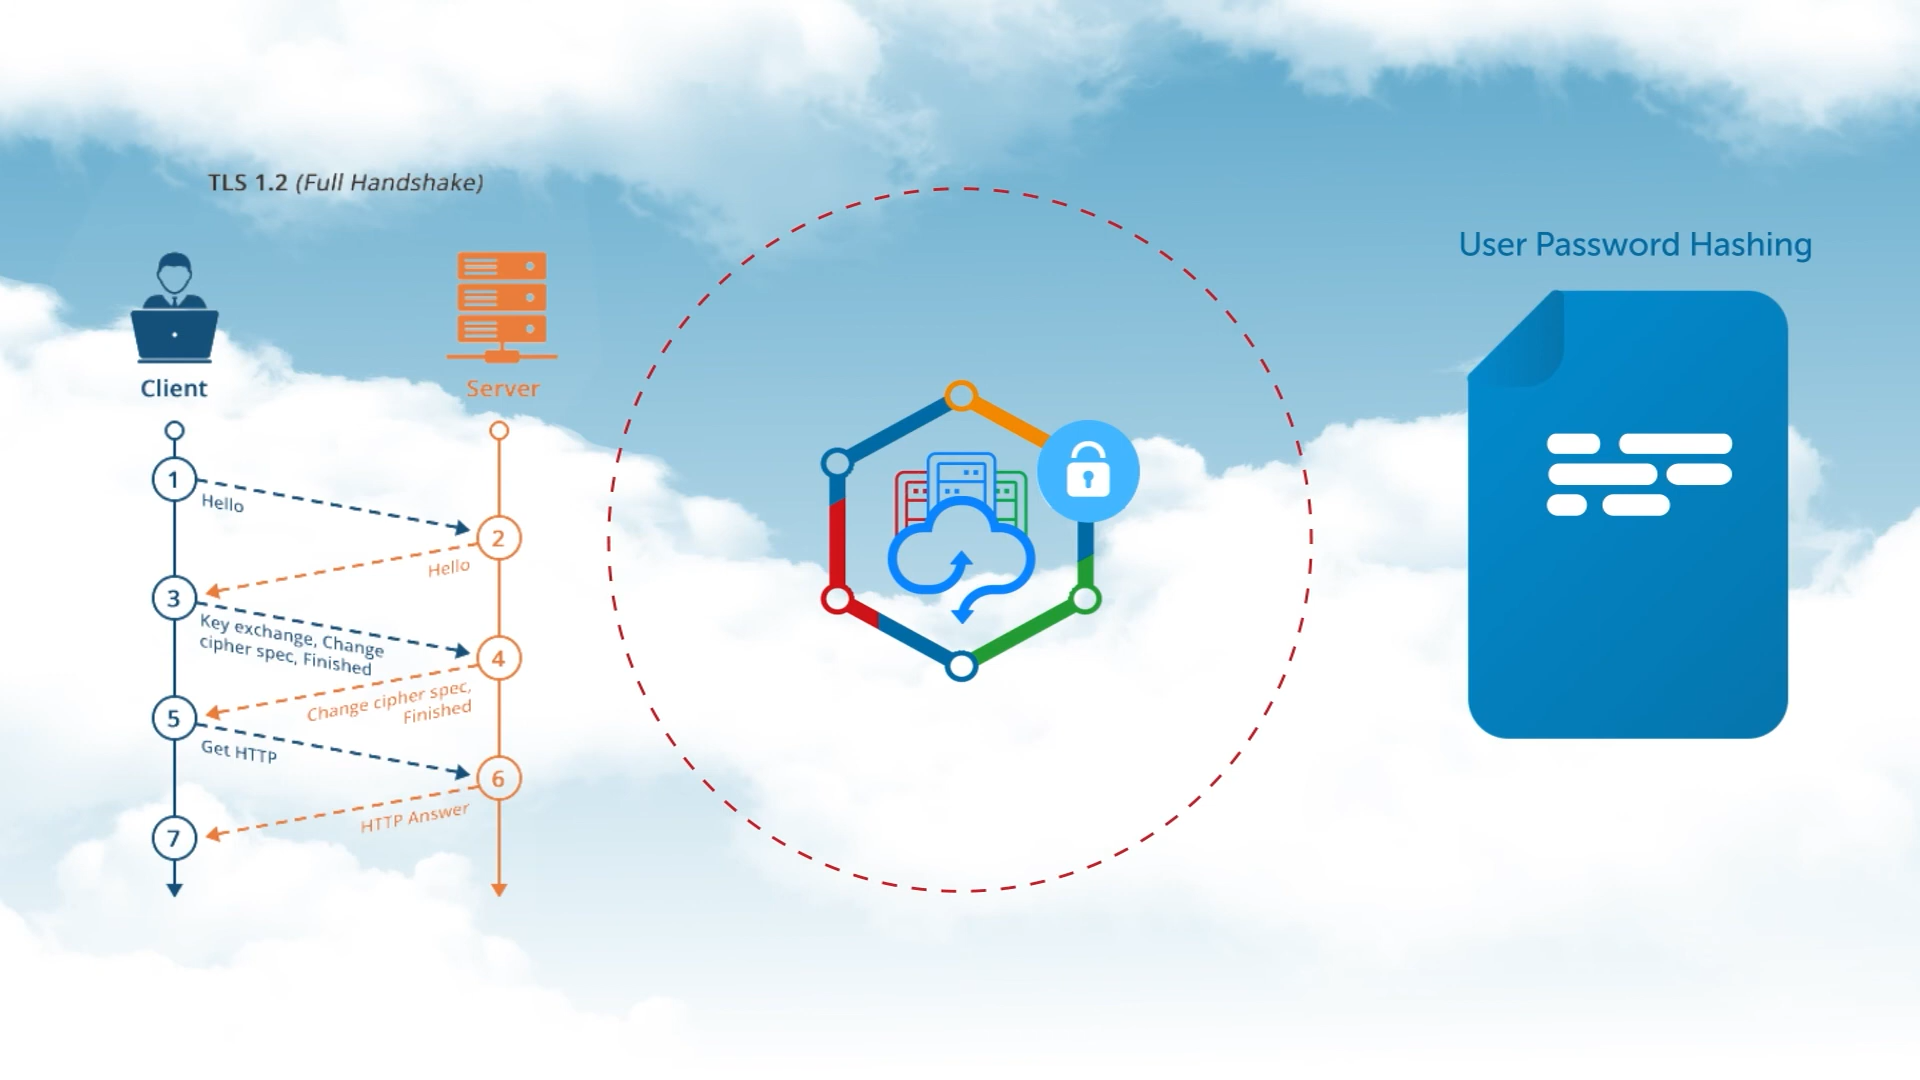 TLS 1.2 (Full Handshake)
Client
Server
1
Hello
2
Hello
3
Key exchange, Change
cipher spec, Finished
4
Change cipher spec,
Finished
5
Get HTTP
6
HTTP Answer
7
User Password Hashing